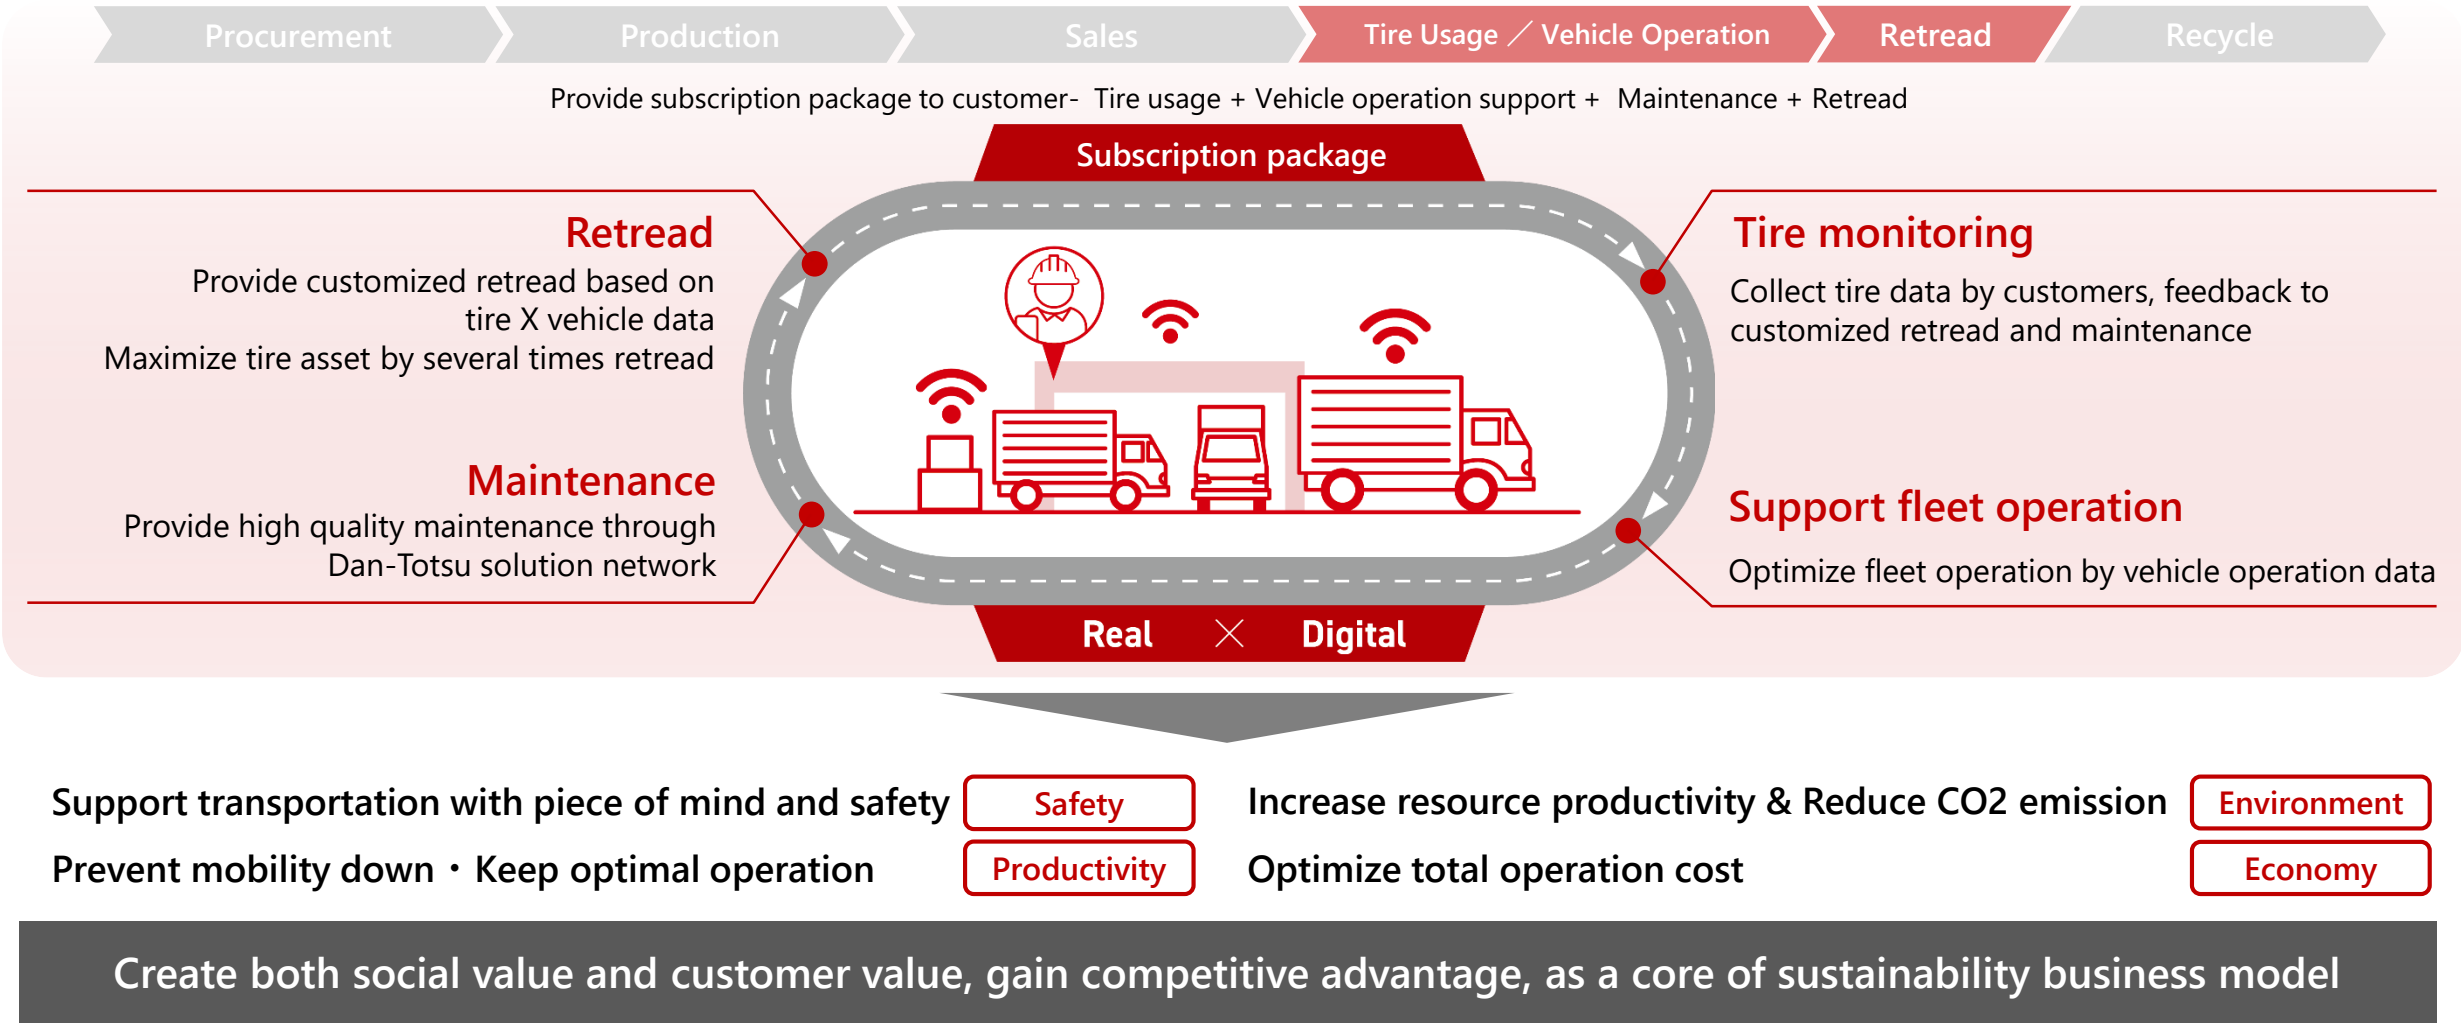 Procurement
Production
Sales
Tire Usage ／ Vehicle Operation
Retread
Recycle
Provide subscription package to customer- Tire usage + Vehicle operation support + Maintenance + Retread
Subscription package
Retread
Provide customized retread based on
tire X vehicle data
Maximize tire asset by several times retread
Tire monitoring
Collect tire data by customers, feedback to
customized retread and maintenance
Maintenance
Provide high quality maintenance through
Dan-Totsu solution network
Support fleet operation
Optimize fleet operation by vehicle operation data
Real × Digital
Support transportation with piece of mind and safety
Safety
Increase resource productivity & Reduce CO2 emission
Environment
Prevent mobility down・Keep optimal operation
Productivity
Optimize total operation cost
Economy
Create both social value and customer value, gain competitive advantage, as a core of sustainability business model